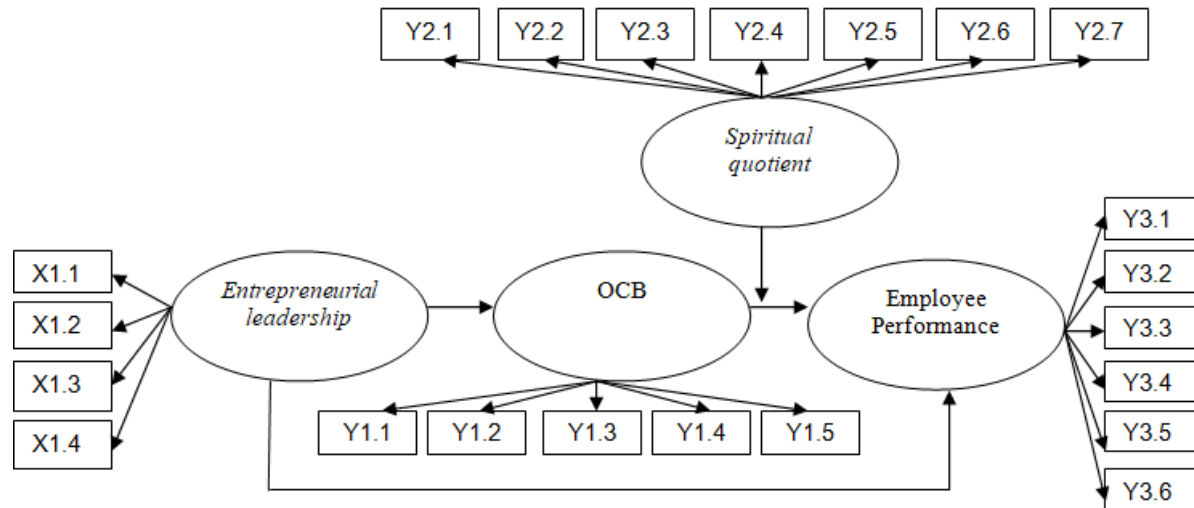 Y2.1 Y2.2 Y2.3 Y2.4 Y2.5 Y2.6 Y2.7
Spiritual
quotient
X1.1
X1.2
X1.3
X1.4
Entrepreneurial
leadership
OCB
Employee
Performance
Y3.1
Y3.2
Y3.3
Y3.4
Y3.5
Y3.6
Y1.1 Y1.2 Y1.3 Y1.4 Y1.5